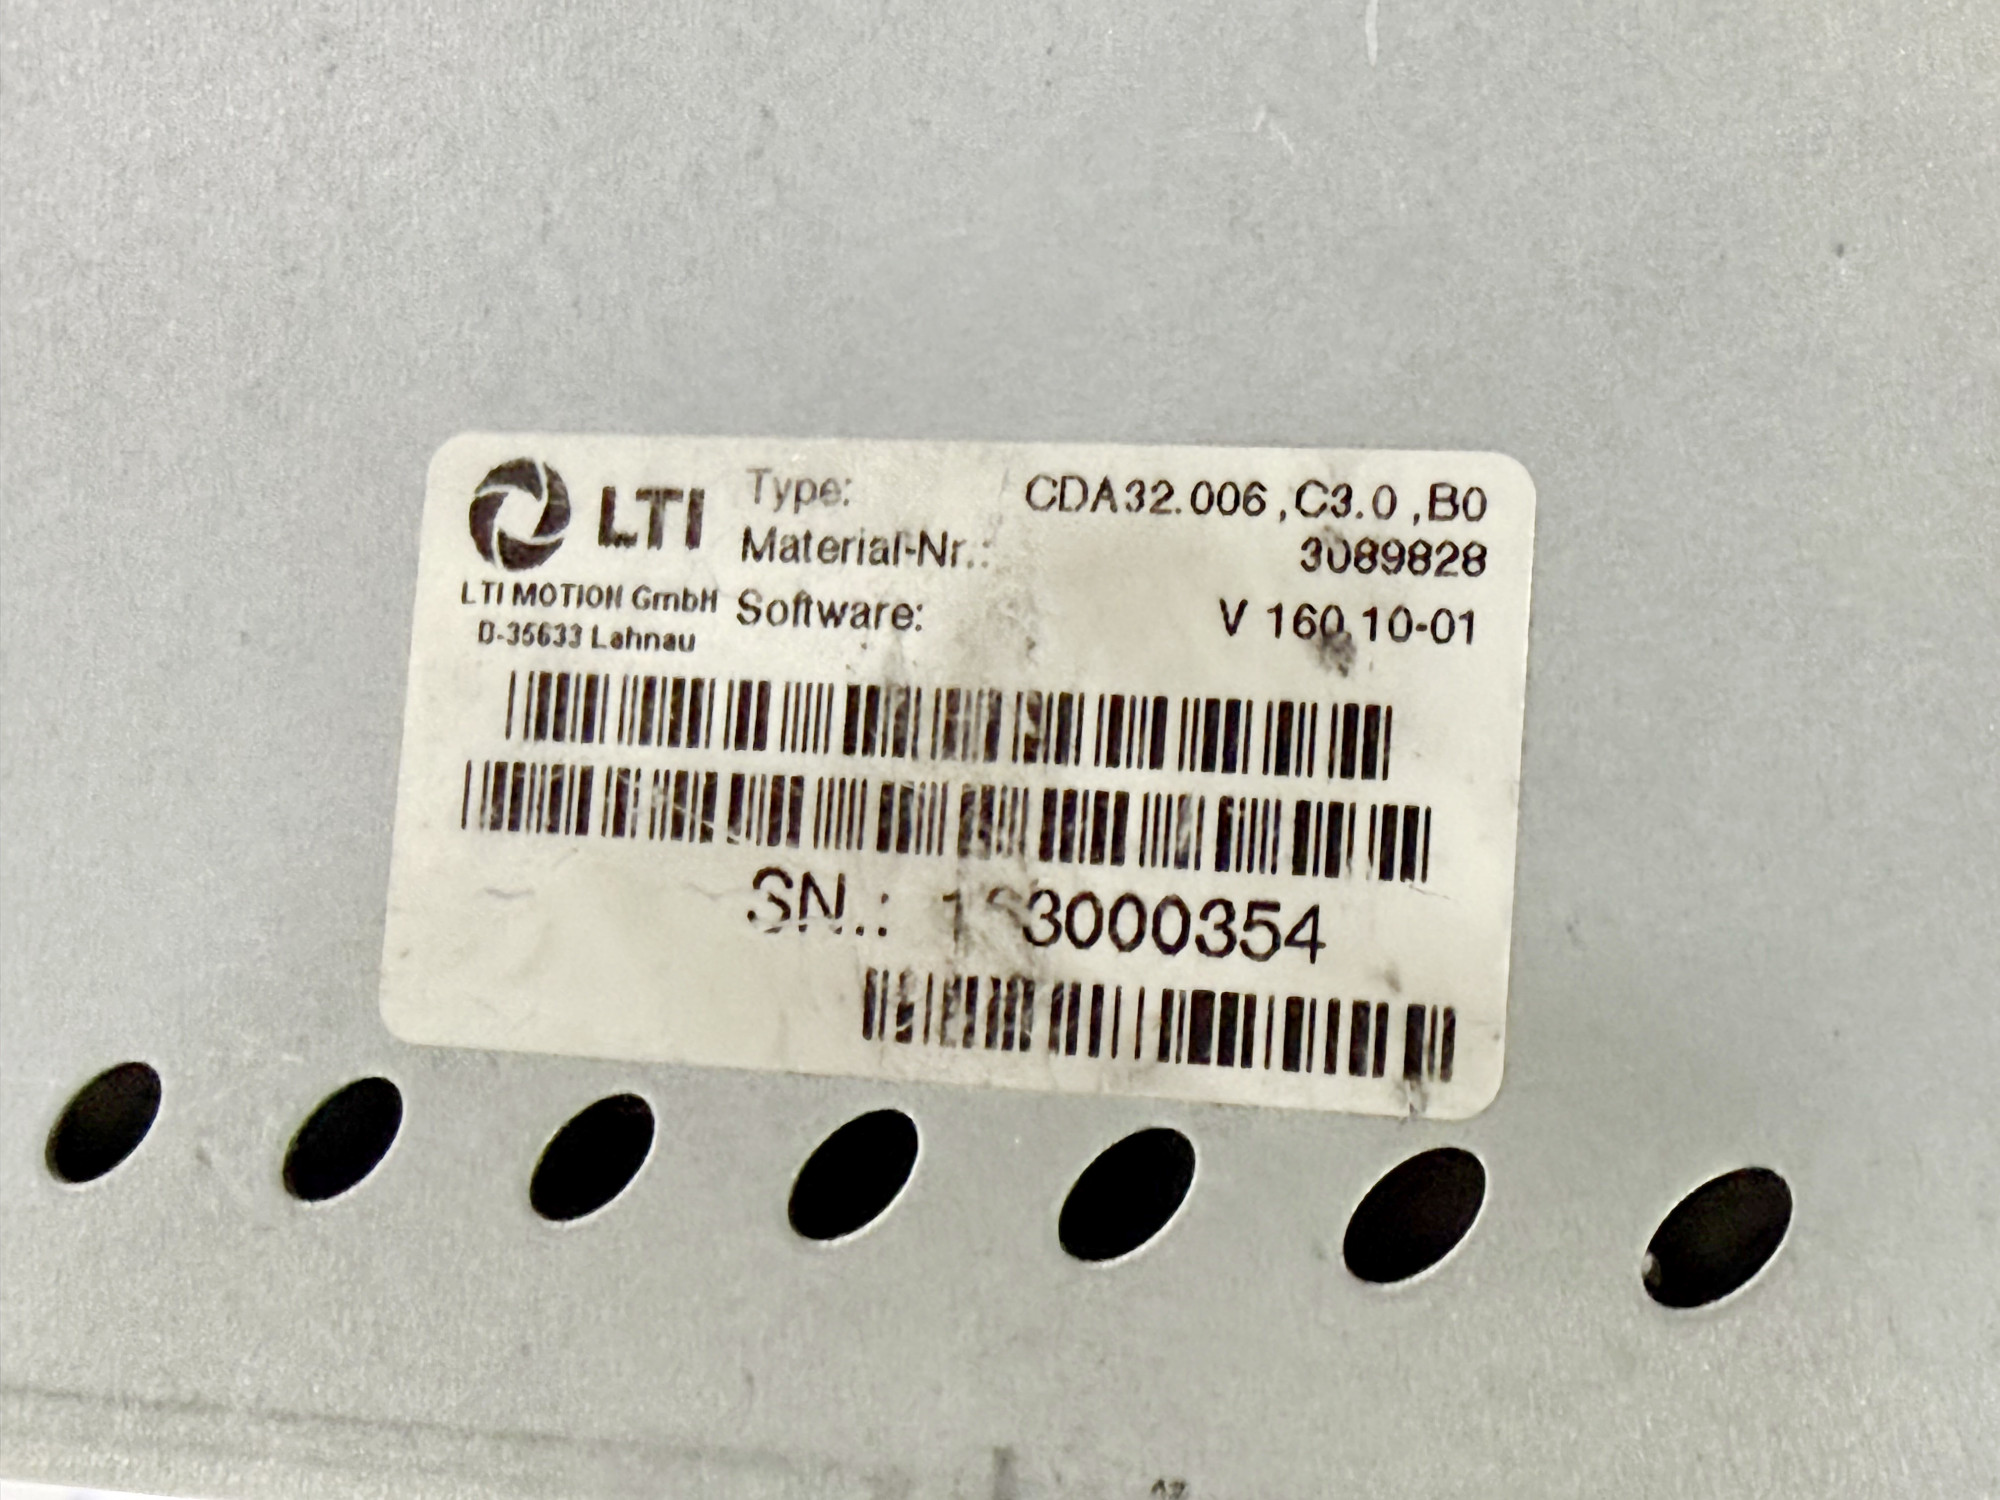 LTI
Type: CDA32.006,C3.0,B0
Material-Nr.: 3089828
LTI MOTION GmbH
D-35633 Lahnau
Software: V 160.10-01
SN.: